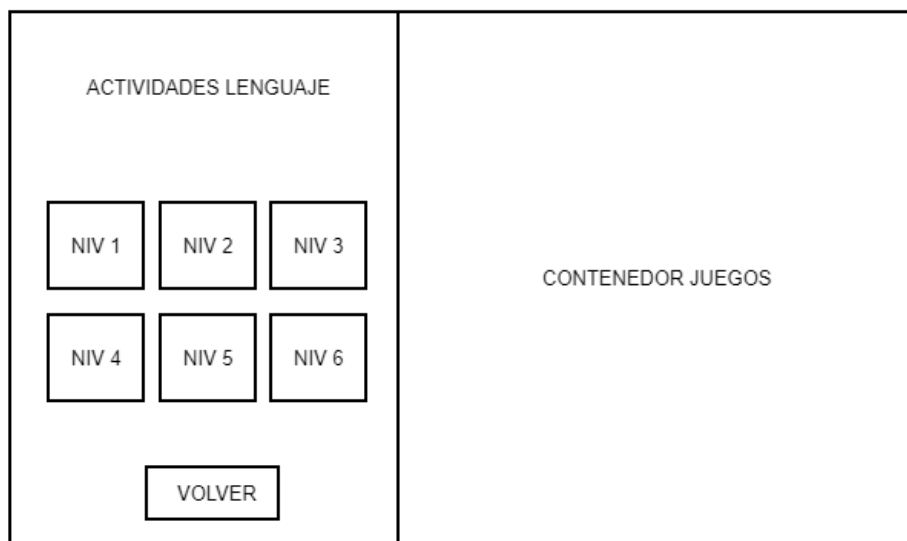 ACTIVIDADES LENGUAJE
NIV 1
NIV 2
NIV 3
NIV 4
NIV 5
NIV 6
VOLVER
CONTENEDOR JUEGOS